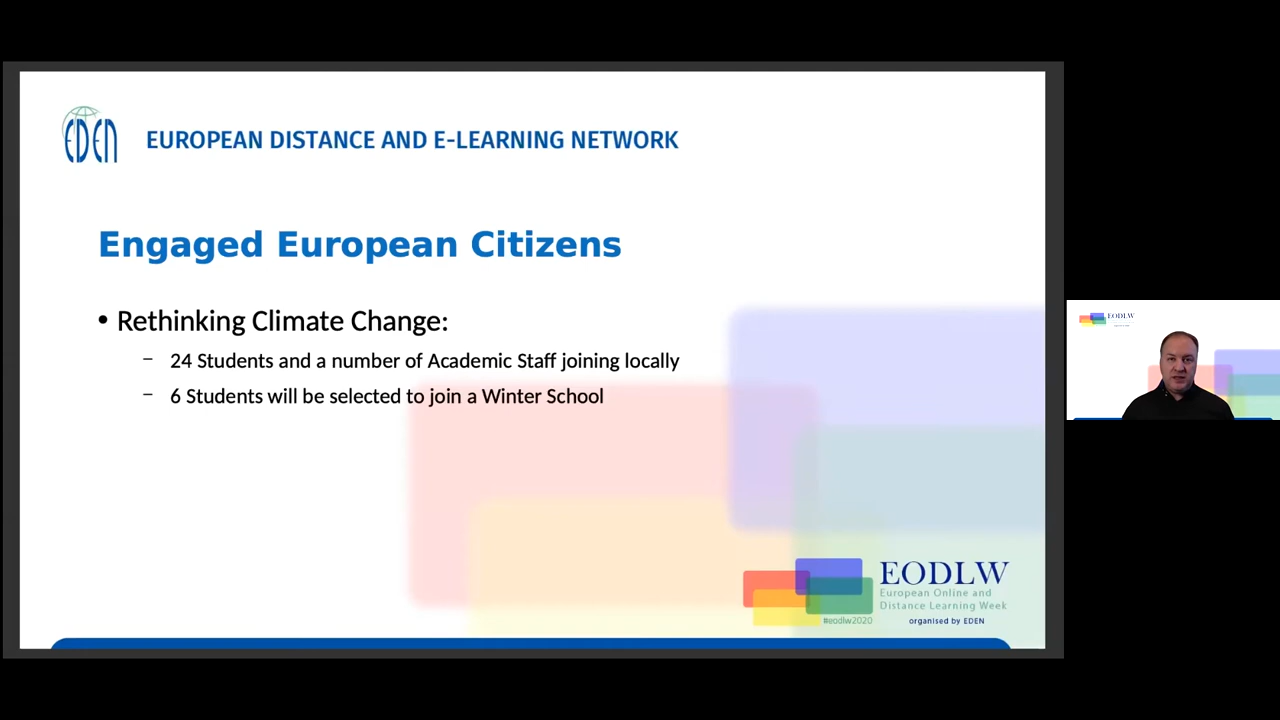 EDEN
EUROPEAN DISTANCE AND E-LEARNING NETWORK
Engaged European Citizens
• Rethinking Climate Change:
– 24 Students and a number of Academic Staff joining locally
– 6 Students will be selected to join a Winter School
EODLW
European Online and
Distance Learning Week
#eodlw2020 organised by EDEN
EODLW